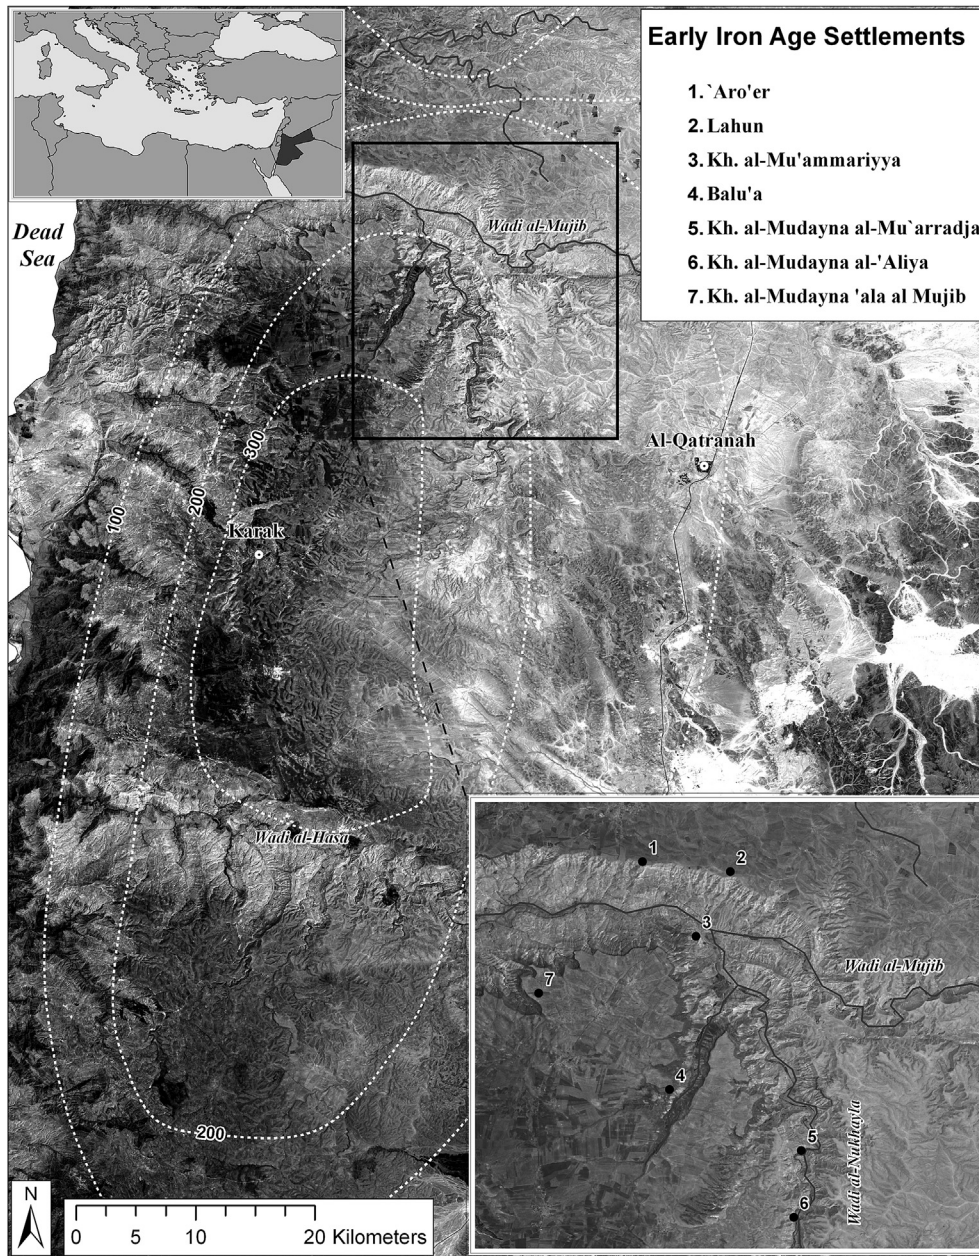 Early Iron Age Settlements
1. `Aro'er
2. Lahun
3. Kh. al-Mu'ammariyya
4. Balu'a
5. Kh. al-Mudayna al-Mu`arradja
6. Kh. al-Mudayna al-'Aliya
7. Kh. al-Mudayna 'ala al Mujib
Dead
Sea
Wadi al-Mujib
Al-Qatranah
300
200
100
Karak
Wadi al-Hasa
200
1
2
3
Wadi al-Mujib
7
4
5
Wadi al-Nukhayla
6
N
0 5 10 20 Kilometers